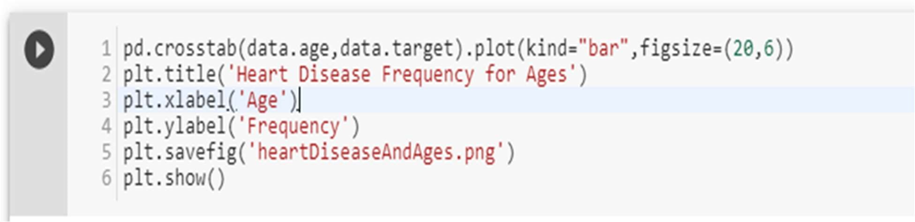 1 pd.crosstab(data.age,data.target).plot(kind="bar",figsize=(20,6))
2 plt.title('Heart Disease Frequency for Ages')
3 plt.xlabel('Age')
4 plt.ylabel('Frequency')
5 plt.savefig('heartDiseaseAndAges.png')
6 plt.show()